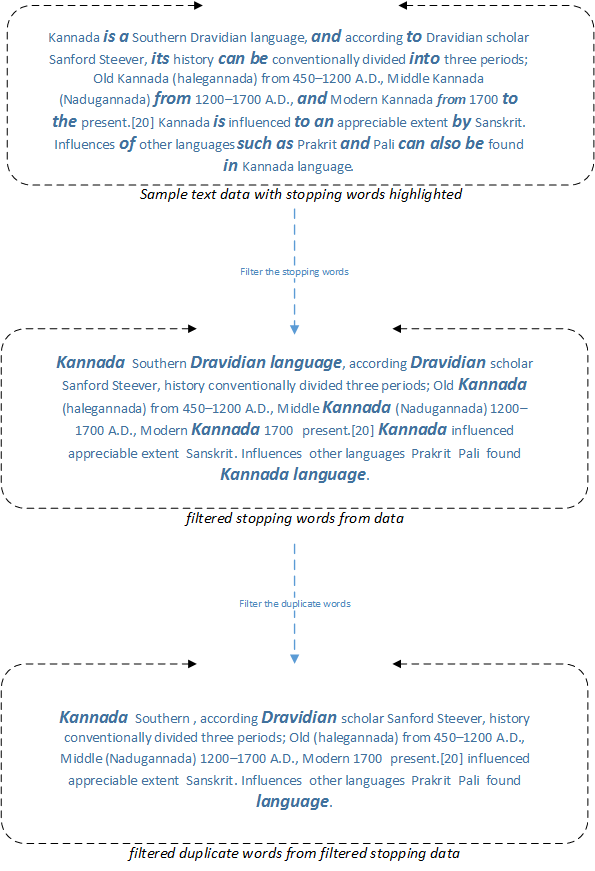 Kannada is a Southern Dravidian language, and according to Dravidian scholar
Sanford Steever, its history can be conventionally divided into three periods;
Old Kannada (halegannada) from 450–1200 A.D., Middle Kannada
(Nadugannada) from 1200–1700 A.D., and Modern Kannada from 1700 to
the present.[20] Kannada is influenced to an appreciable extent by Sanskrit.
Influences of other languages such as Prakrit and Pali can also be found
in Kannada language.
Sample text data with stopping words highlighted
Filter the stopping words
Kannada Southern Dravidian language, according Dravidian scholar
Sanford Steever, history conventionally divided three periods; Old Kannada
(halegannada) from 450–1200 A.D., Middle Kannada (Nadugannada) 1200–
1700 A.D., Modern Kannada 1700 present.[20] Kannada influenced
appreciable extent Sanskrit. Influences other languages Prakrit Pali found
Kannada language.
filtered stopping words from data
Filter the duplicate words
Kannada Southern , according Dravidian scholar Sanford Steever, history
conventionally divided three periods; Old (halegannada) from 450–1200 A.D.,
Middle (Nadugannada) 1200–1700 A.D., Modern 1700 present.[20] influenced
appreciable extent Sanskrit. Influences other languages Prakrit Pali found
language.
filtered duplicate words from filtered stopping data